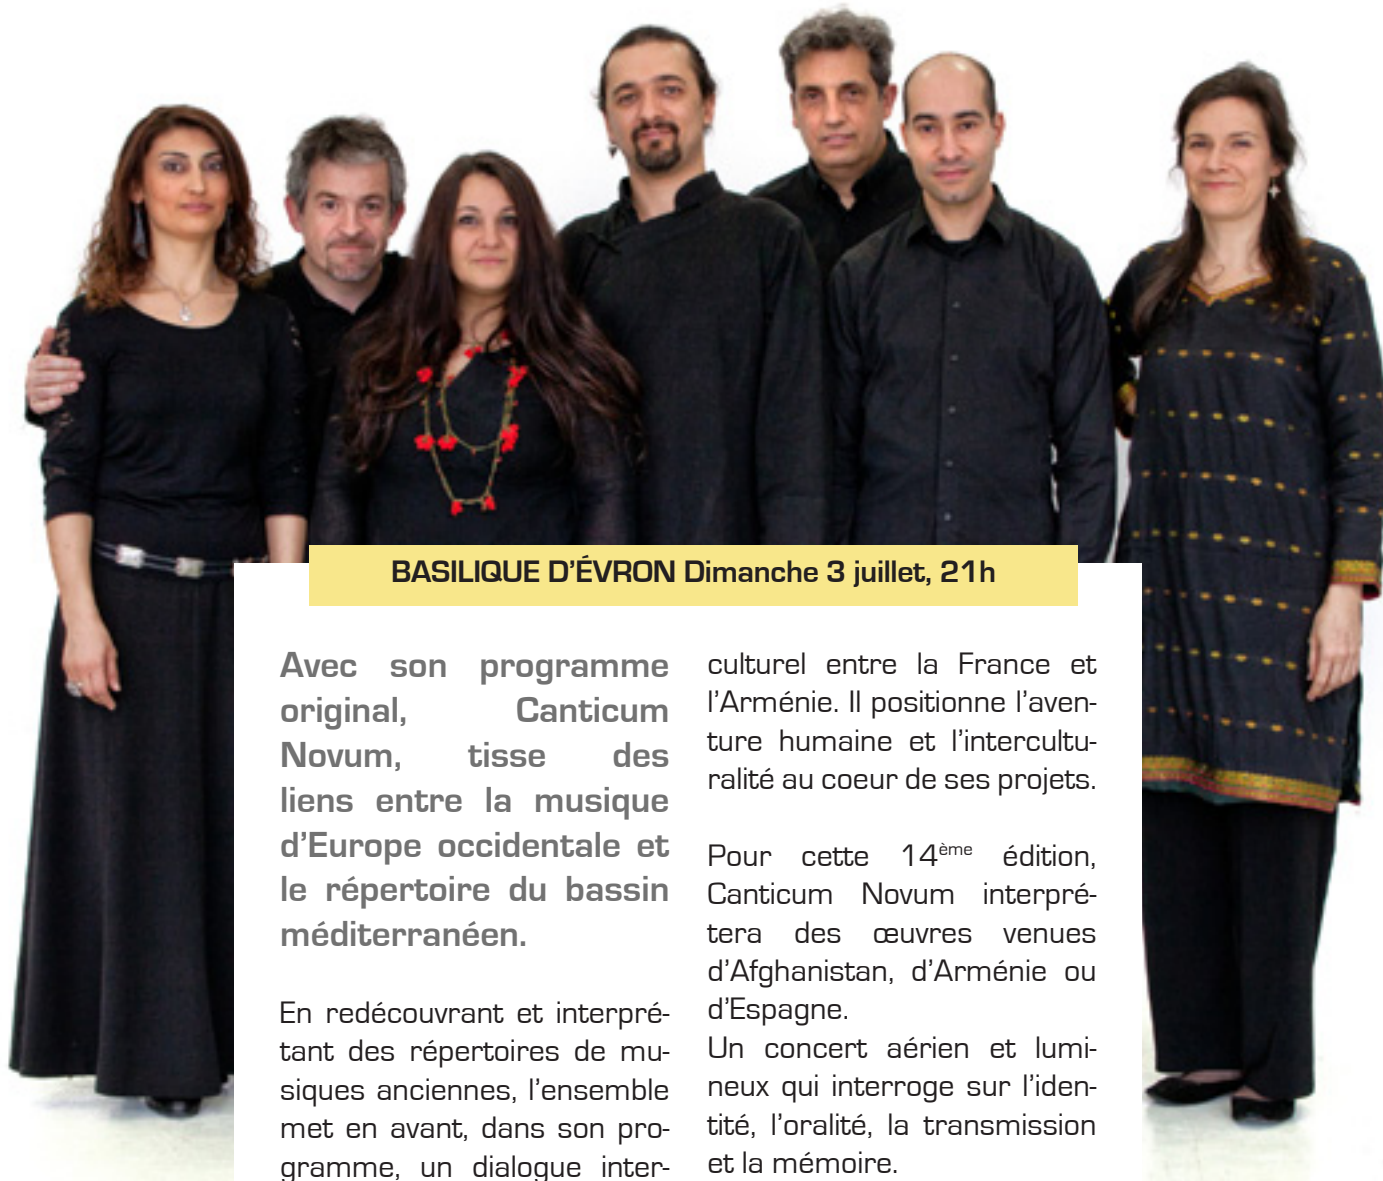 BASILIQUE D'ÉVRON Dimanche 3 juillet, 21h
Avec son programme
original, Canticum
Novum, tisse des
liens entre la musique
d'Europe occidentale et
le répertoire du bassin
méditerranéen.
En redécouvrant et interpré-
tant des répertoires de mu-
siques anciennes, l'ensemble
met en avant, dans son pro-
gramme, un dialogue inter-
culturel entre la France et
l'Arménie. Il positionne l'aven-
ture humaine et l'intercultu-
ralité au coeur de ses projets.
Pour cette 14ème édition,
Canticum Novum interpré-
tera des œuvres venues
d'Afghanistan, d'Arménie ou
d'Espagne.
Un concert aérien et lumi-
neux qui interroge sur l'iden-
tité, l'oralité, la transmission
et la mémoire.